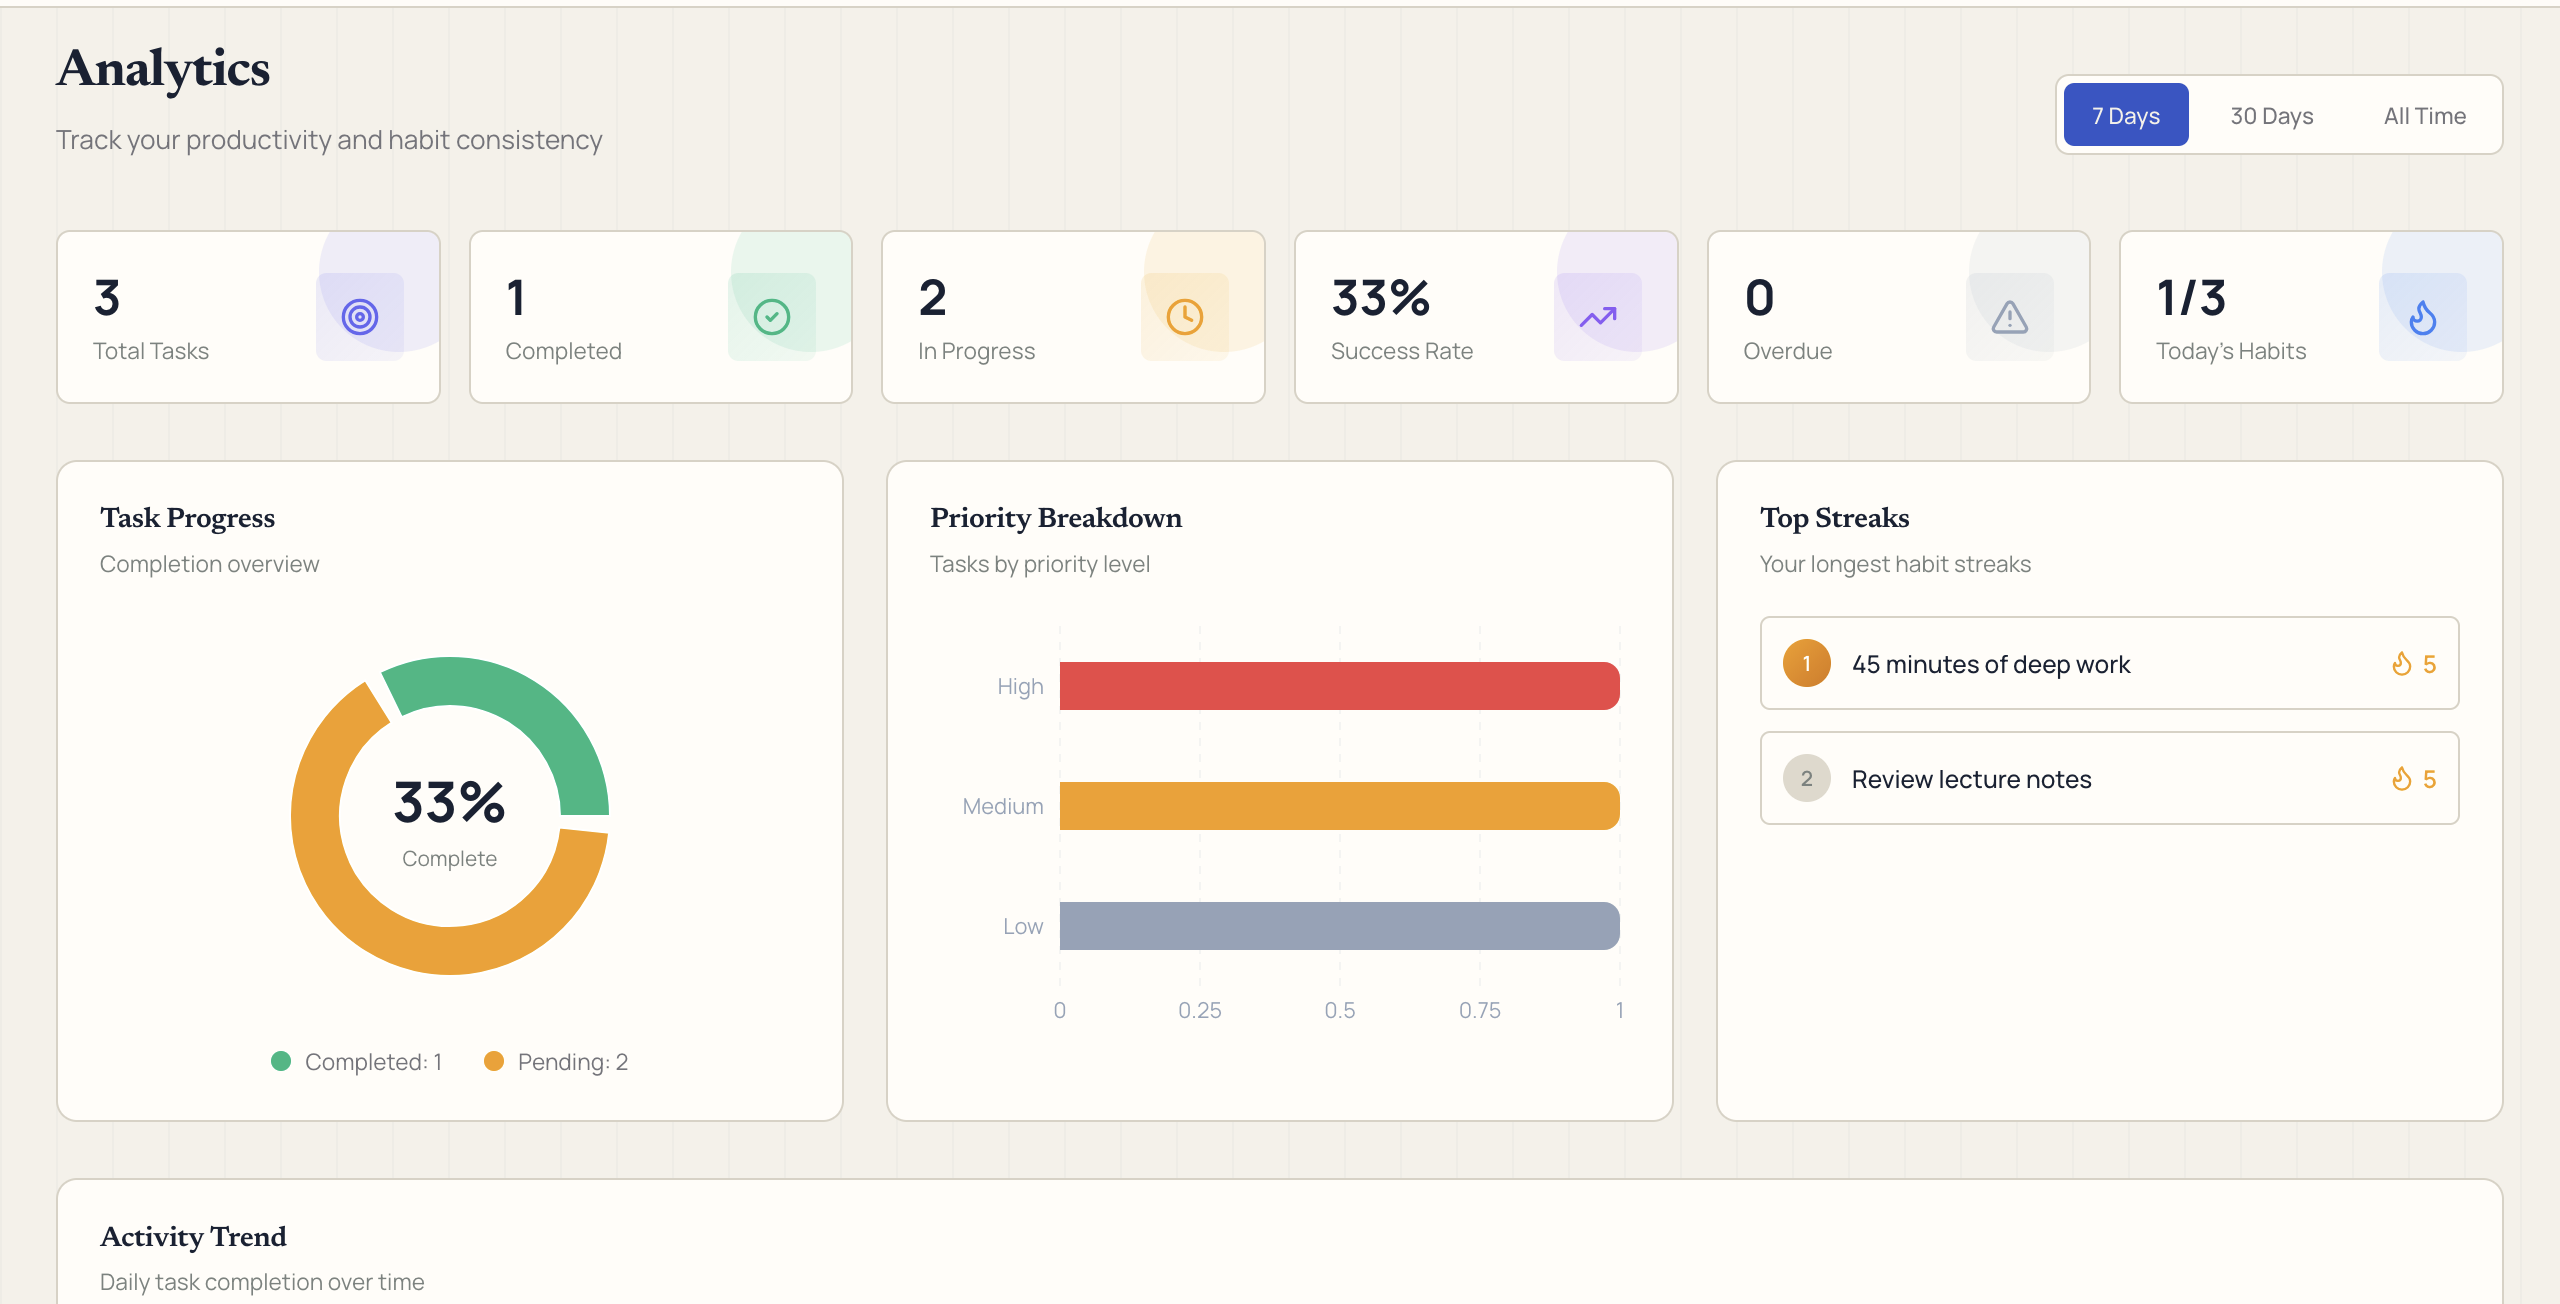 Analytics
Track your productivity and habit consistency
7 Days
30 Days
All Time
3
Total Tasks
1
Completed
2
In Progress
33%
Success Rate
0
Overdue
1/3
Today's Habits
Task Progress
Completion overview
33%
Complete
Completed: 1
Pending: 2
Priority Breakdown
Tasks by priority level
High
Medium
Low
0
0.25
0.5
0.75
1
Top Streaks
Your longest habit streaks
1
45 minutes of deep work
5
2
Review lecture notes
5
Activity Trend
Daily task completion over time